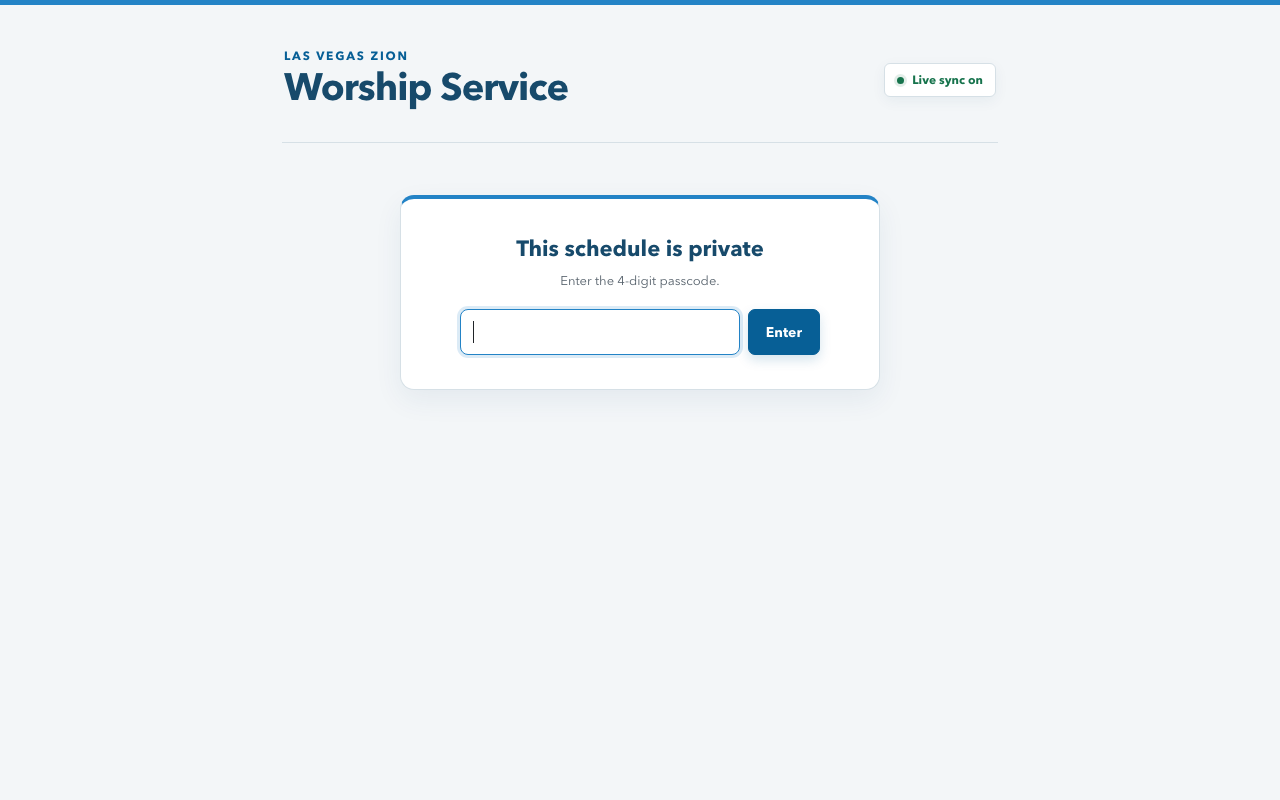 LAS VEGAS ZION
Worship Service
Live sync on
This schedule is private
Enter the 4-digit passcode.
Enter